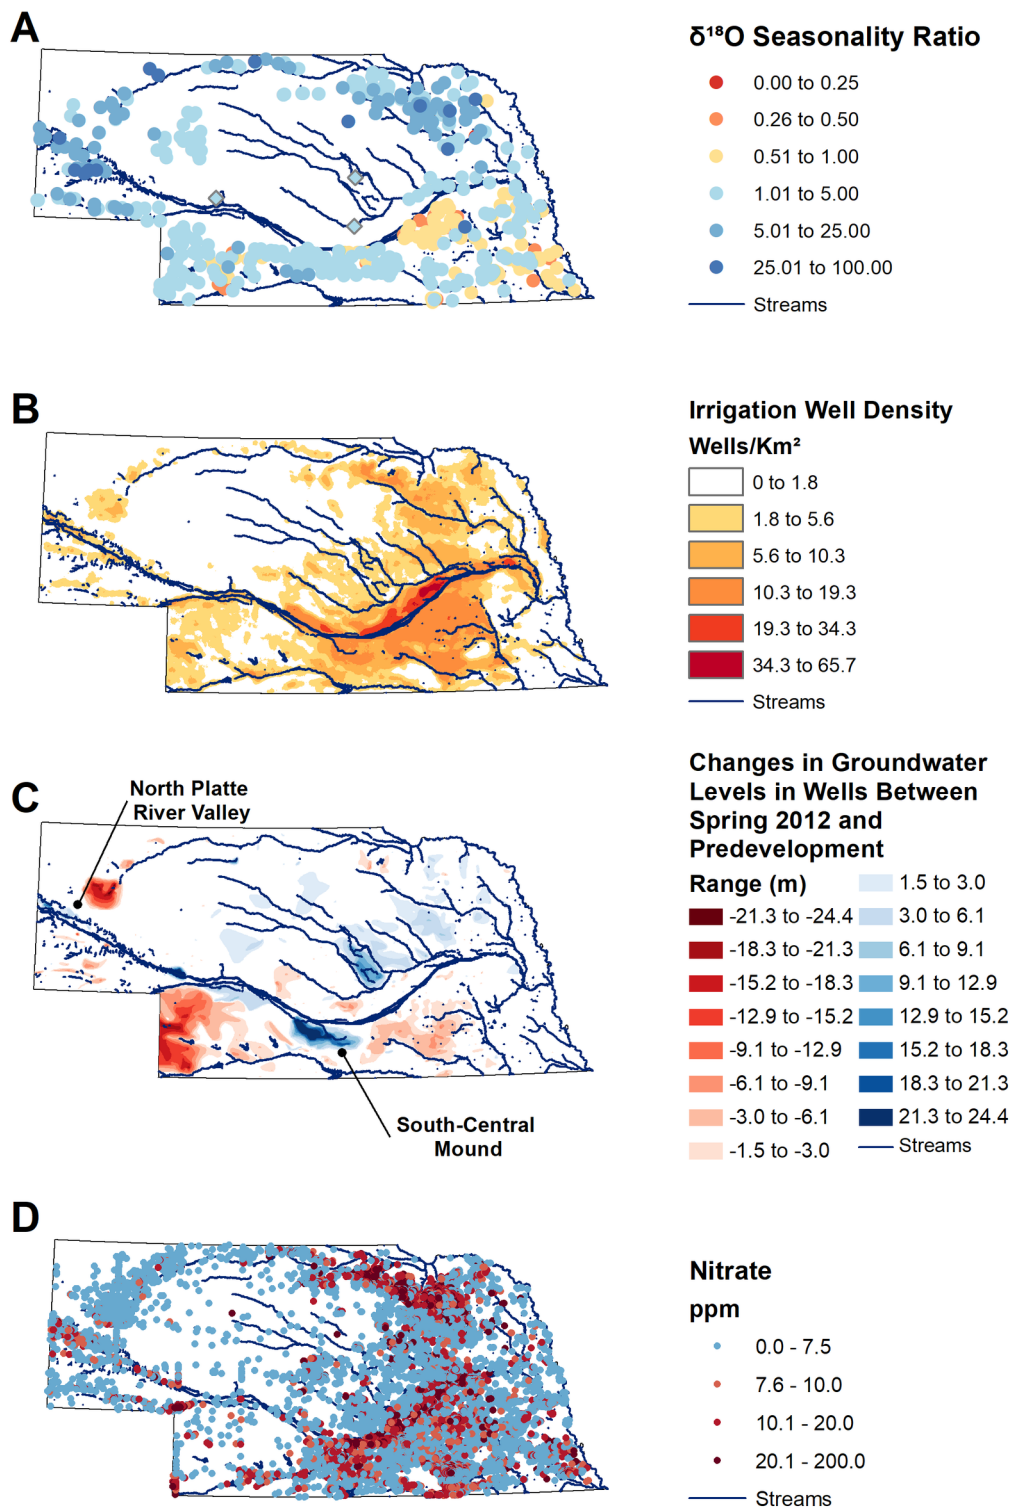 A
δ¹⁸O Seasonality Ratio
0.00 to 0.25
0.26 to 0.50
0.51 to 1.00
1.01 to 5.00
5.01 to 25.00
25.01 to 100.00
Streams
B
Irrigation Well Density
Wells/Km²
0 to 1.8
1.8 to 5.6
5.6 to 10.3
10.3 to 19.3
19.3 to 34.3
34.3 to 65.7
Streams
C
North Platte
River Valley
South-Central
Mound
Changes in Groundwater
Levels in Wells Between
Spring 2012 and
Predevelopment
Range (m)
-21.3 to -24.4
-18.3 to -21.3
-15.2 to -18.3
-12.9 to -15.2
-9.1 to -12.9
-6.1 to -9.1
-3.0 to -6.1
-1.5 to -3.0
1.5 to 3.0
3.0 to 6.1
6.1 to 9.1
9.1 to 12.9
12.9 to 15.2
15.2 to 18.3
18.3 to 21.3
21.3 to 24.4
Streams
D
Nitrate
ppm
0.0 - 7.5
7.6 - 10.0
10.1 - 20.0
20.1 - 200.0
Streams